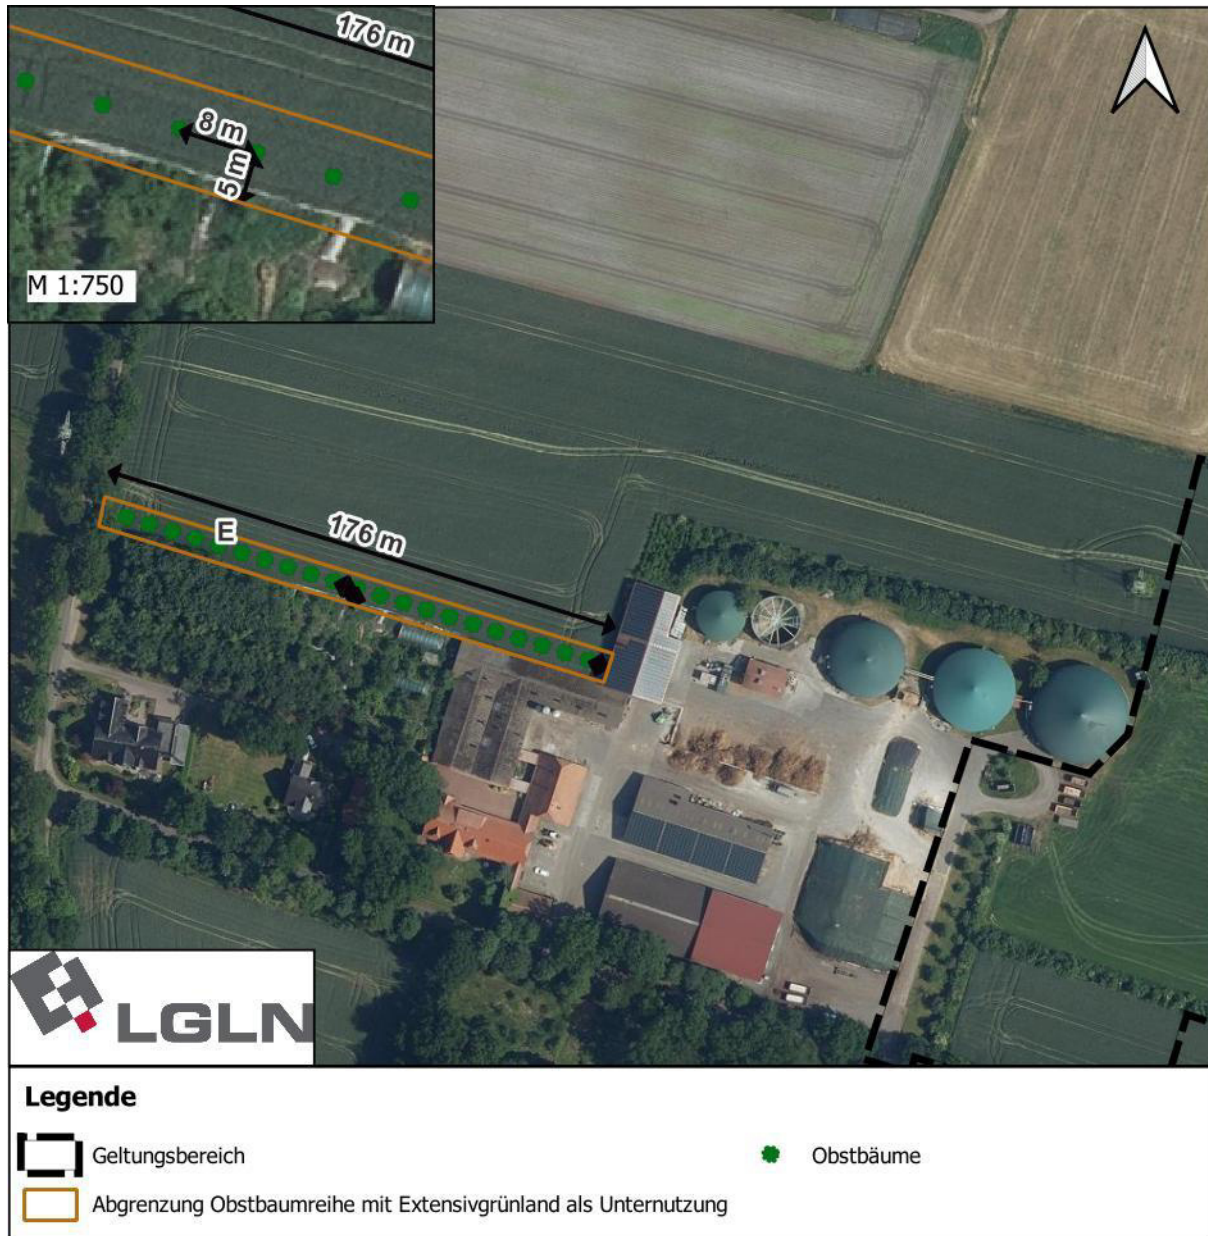 176 m
8 m
5 m
M 1:750
E
176 m
LGLN
Legende
Geltungsbereich
Obstbäume
Abgrenzung Obstbaumreihe mit Extensivgrünland als Unternutzung